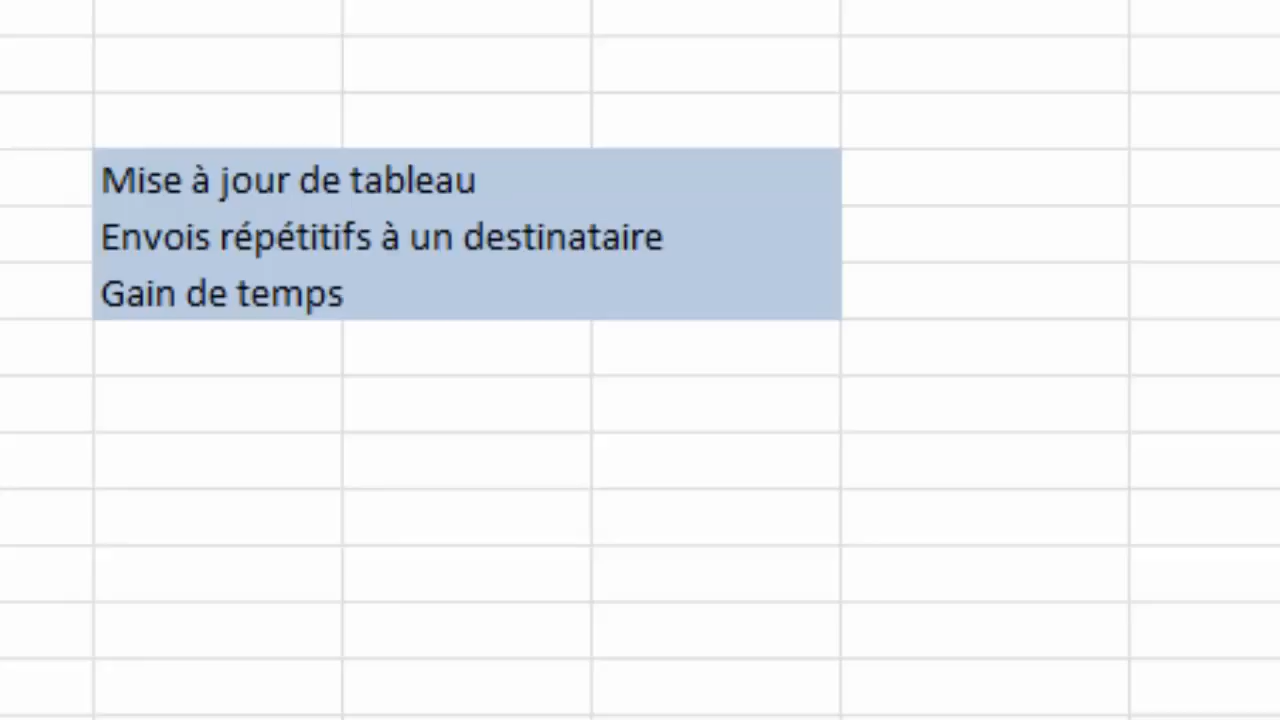 Mise à jour de tableau
Envois répétitifs à un destinataire
Gain de temps